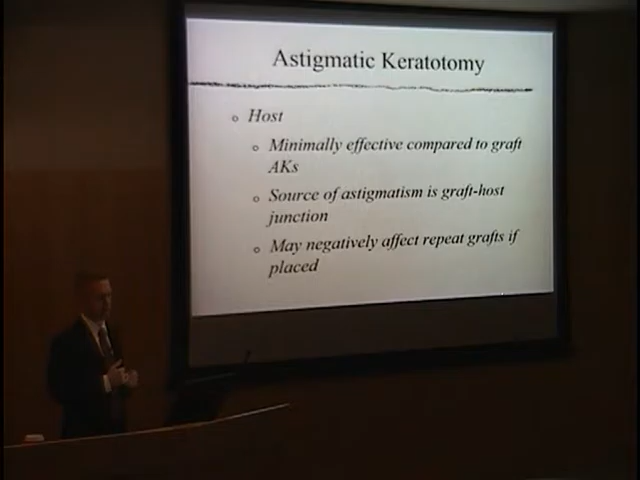 Astigmatic Keratotomy
Host
Minimally effective compared to graft
AKs
Source of astigmatism is graft-host
junction
May negatively affect repeat grafts if
placed